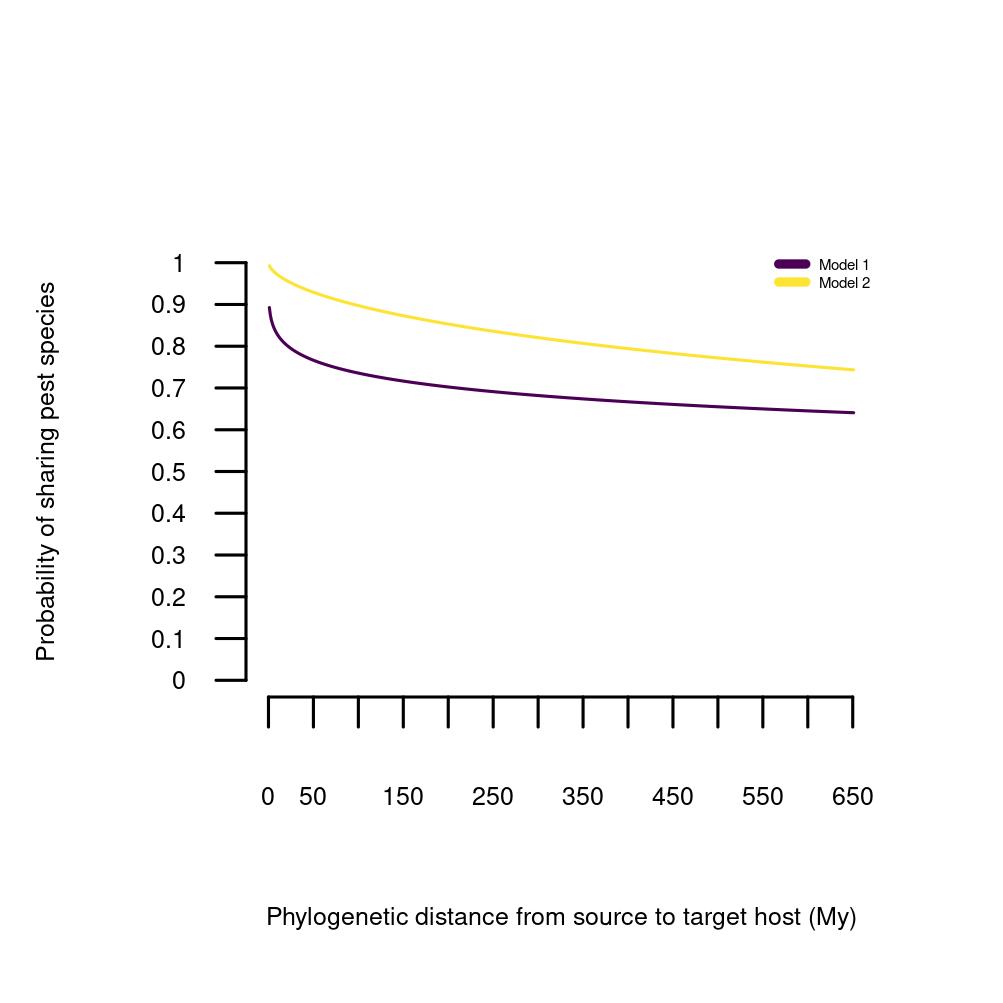 Model 1
Model 2
1
0.9
0.8
0.7
0.6
0.5
0.4
0.3
0.2
0.1
0
Probability of sharing pest species
0 50 150 250 350 450 550 650
Phylogenetic distance from source to target host (My)